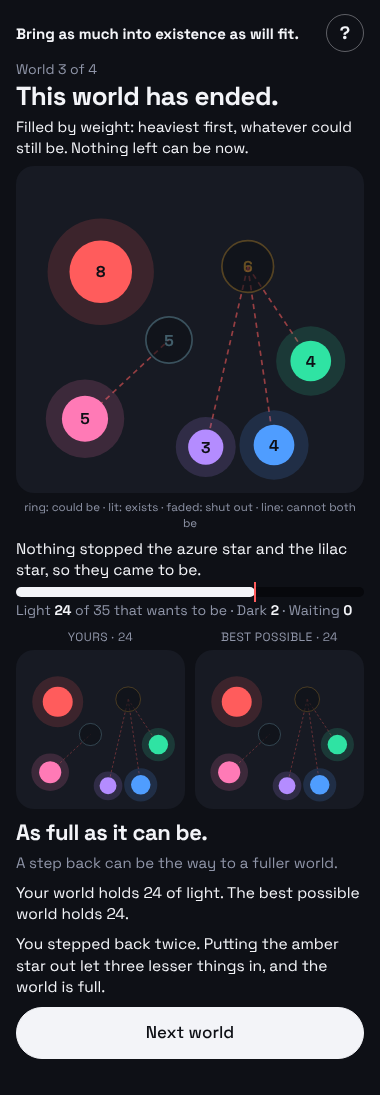 Bring as much into existence as will fit.
?
World 3 of 4
This world has ended.
Filled by weight: heaviest first, whatever could
still be. Nothing left can be now.
8
6
5
4
5
3
4
ring: could be · lit: exists · faded: shut out · line: cannot both
be
Nothing stopped the azure star and the lilac
star, so they came to be.
Light 24 of 35 that wants to be · Dark 2 · Waiting 0
YOURS · 24
BEST POSSIBLE · 24
As full as it can be.
A step back can be the way to a fuller world.
Your world holds 24 of light. The best possible
world holds 24.
You stepped back twice. Putting the amber
star out let three lesser things in, and the
world is full.
Next world